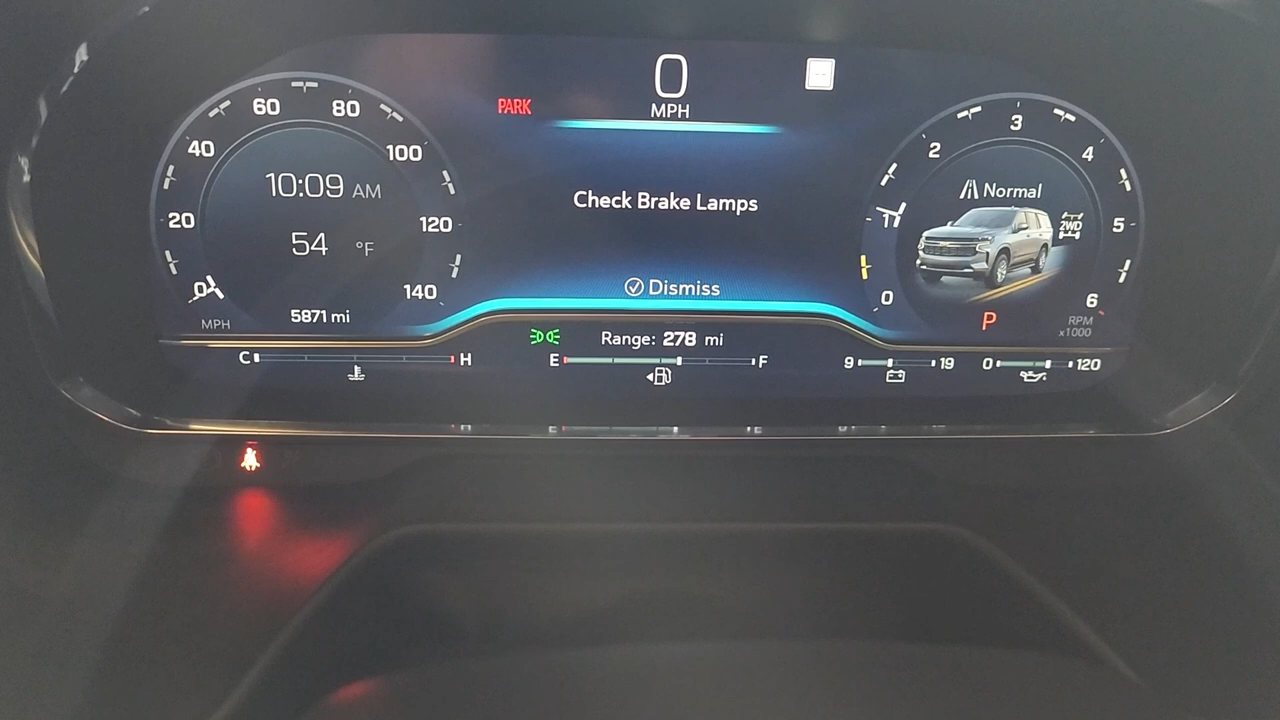 0
MPH
PARK
Check Brake Lamps
Dismiss
0
20
40
60
80
100
120
140
MPH
10:09 AM
54 °F
5871 mi
Range: 278 mi
C H
E F
0
1
2
3
4
5
6
RPM
x1000
Normal
2WD
P
9 19
0 120